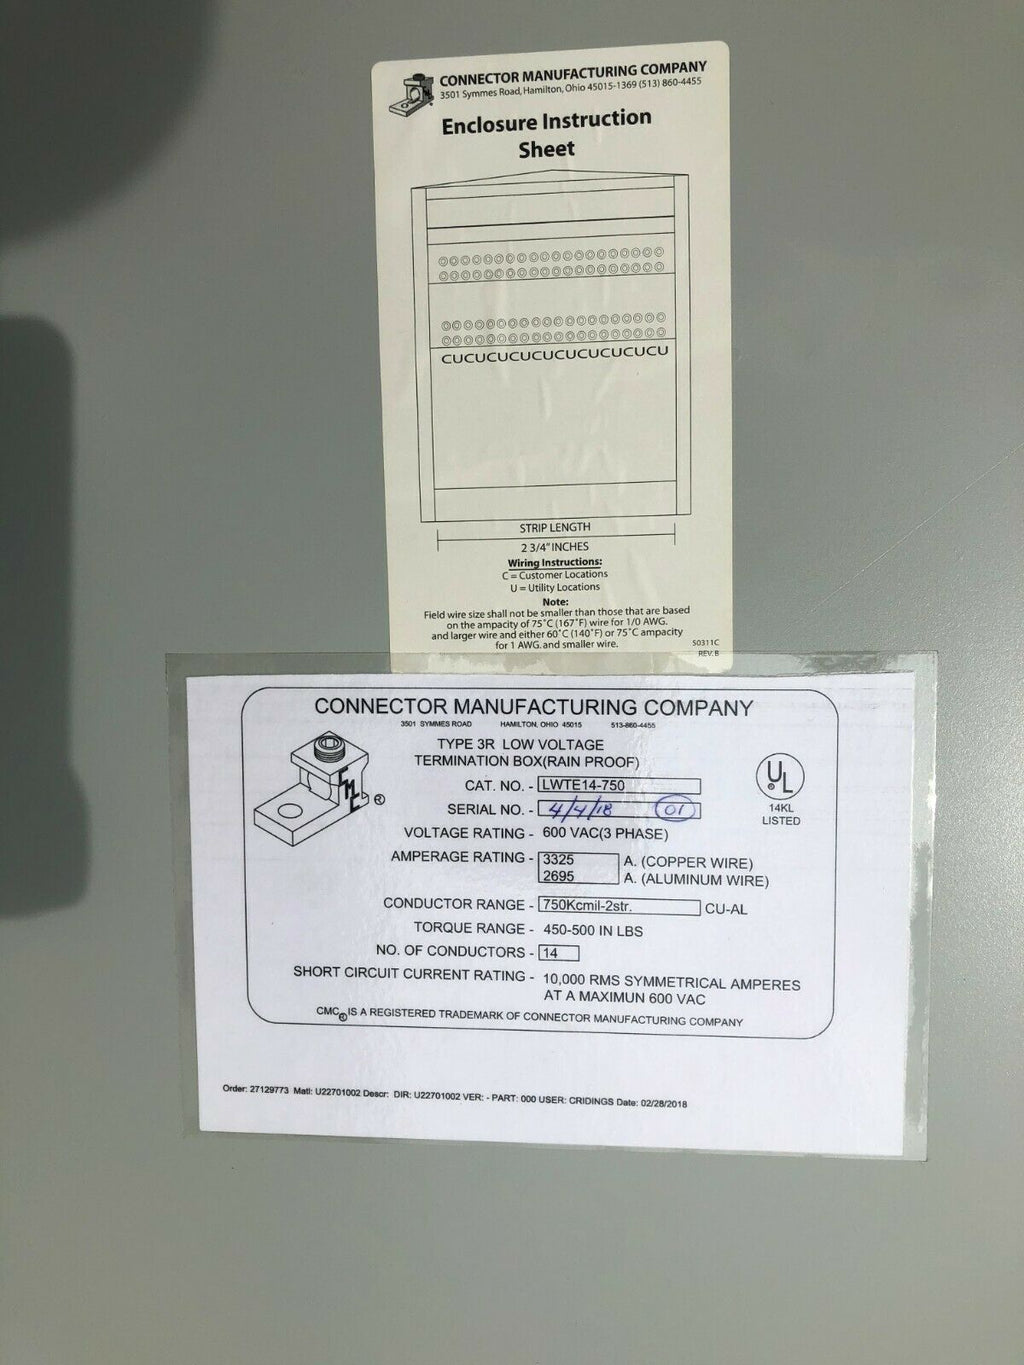 CONNECTOR MANUFACTURING COMPANY
3501 Symmes Road, Hamilton, Ohio 45015-1369 (513) 860-4455
Enclosure Instruction
Sheet
CUCUCUCUCUCUCUCUCUCU
STRIP LENGTH
2 3/4" INCHES
Wiring Instructions:
C = Customer Locations
U = Utility Locations
Note:
Field wire size shall not be smaller than those that are based
on the ampacity of 75˚C (167˚F) wire for 1/0 AWG.
and larger wire and either 60˚C (140˚F) or 75˚C ampacity
for 1 AWG. and smaller wire.
S0311C
REV. B
CONNECTOR MANUFACTURING COMPANY
3501 SYMMES ROAD HAMILTON, OHIO 45015 513-860-4455
TYPE 3R LOW VOLTAGE
TERMINATION BOX(RAIN PROOF)
CAT. NO. - LWTE14-750
SERIAL NO. - 4/4/18 01
VOLTAGE RATING - 600 VAC(3 PHASE)
AMPERAGE RATING - 3325 A. (COPPER WIRE)
2695 A. (ALUMINUM WIRE)
CONDUCTOR RANGE - 750Kcmil-2str. CU-AL
TORQUE RANGE - 450-500 IN LBS
NO. OF CONDUCTORS - 14
SHORT CIRCUIT CURRENT RATING - 10,000 RMS SYMMETRICAL AMPERES
AT A MAXIMUN 600 VAC
CMC® IS A REGISTERED TRADEMARK OF CONNECTOR MANUFACTURING COMPANY
CMC ®
UL
14KL
LISTED
Order: 27129773 Matl: U22701002 Descr: DIR: U22701002 VER: - PART: 000 USER: CRIDINGS Date: 02/28/2018